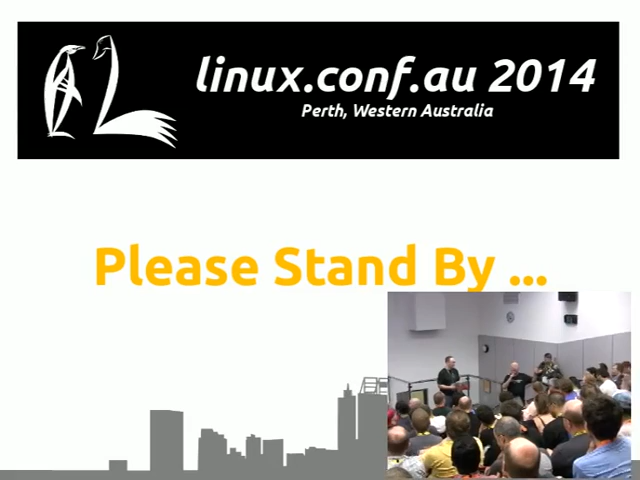 linux.conf.au 2014
Perth, Western Australia
Please Stand By ...